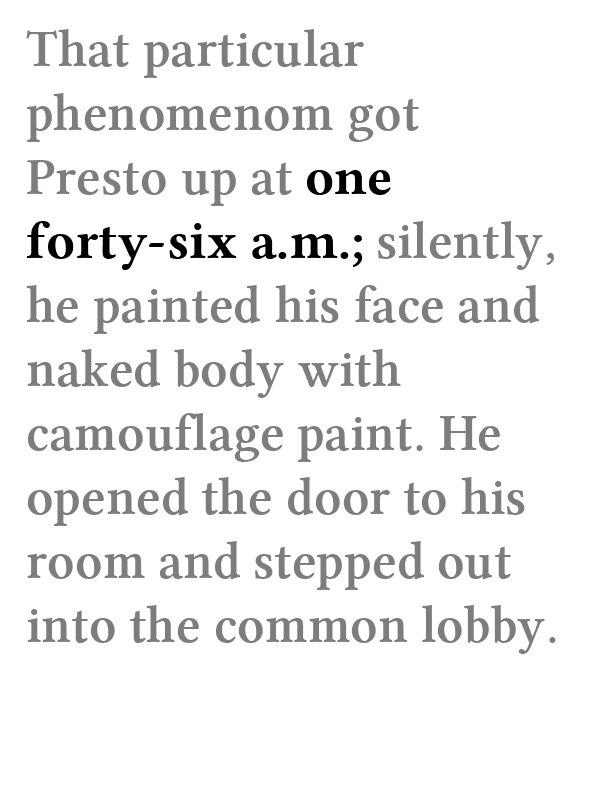 That particular
phenomenom got
Presto up at one
forty-six a.m.; silently,
he painted his face and
naked body with
camouflage paint. He
opened the door to his
room and stepped out
into the common lobby.